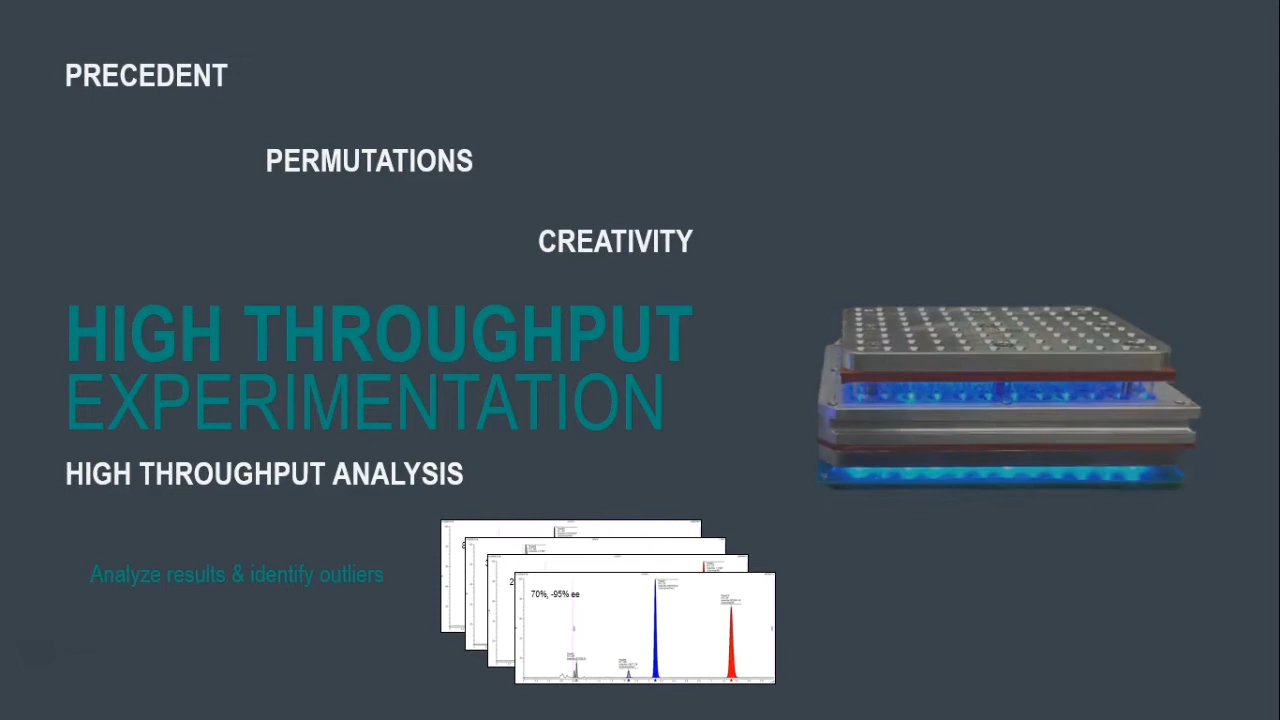 PRECEDENT
PERMUTATIONS
CREATIVITY
HIGH THROUGHPUT
EXPERIMENTATION
HIGH THROUGHPUT ANALYSIS
Analyze results & identify outliers
70%, -95% ee